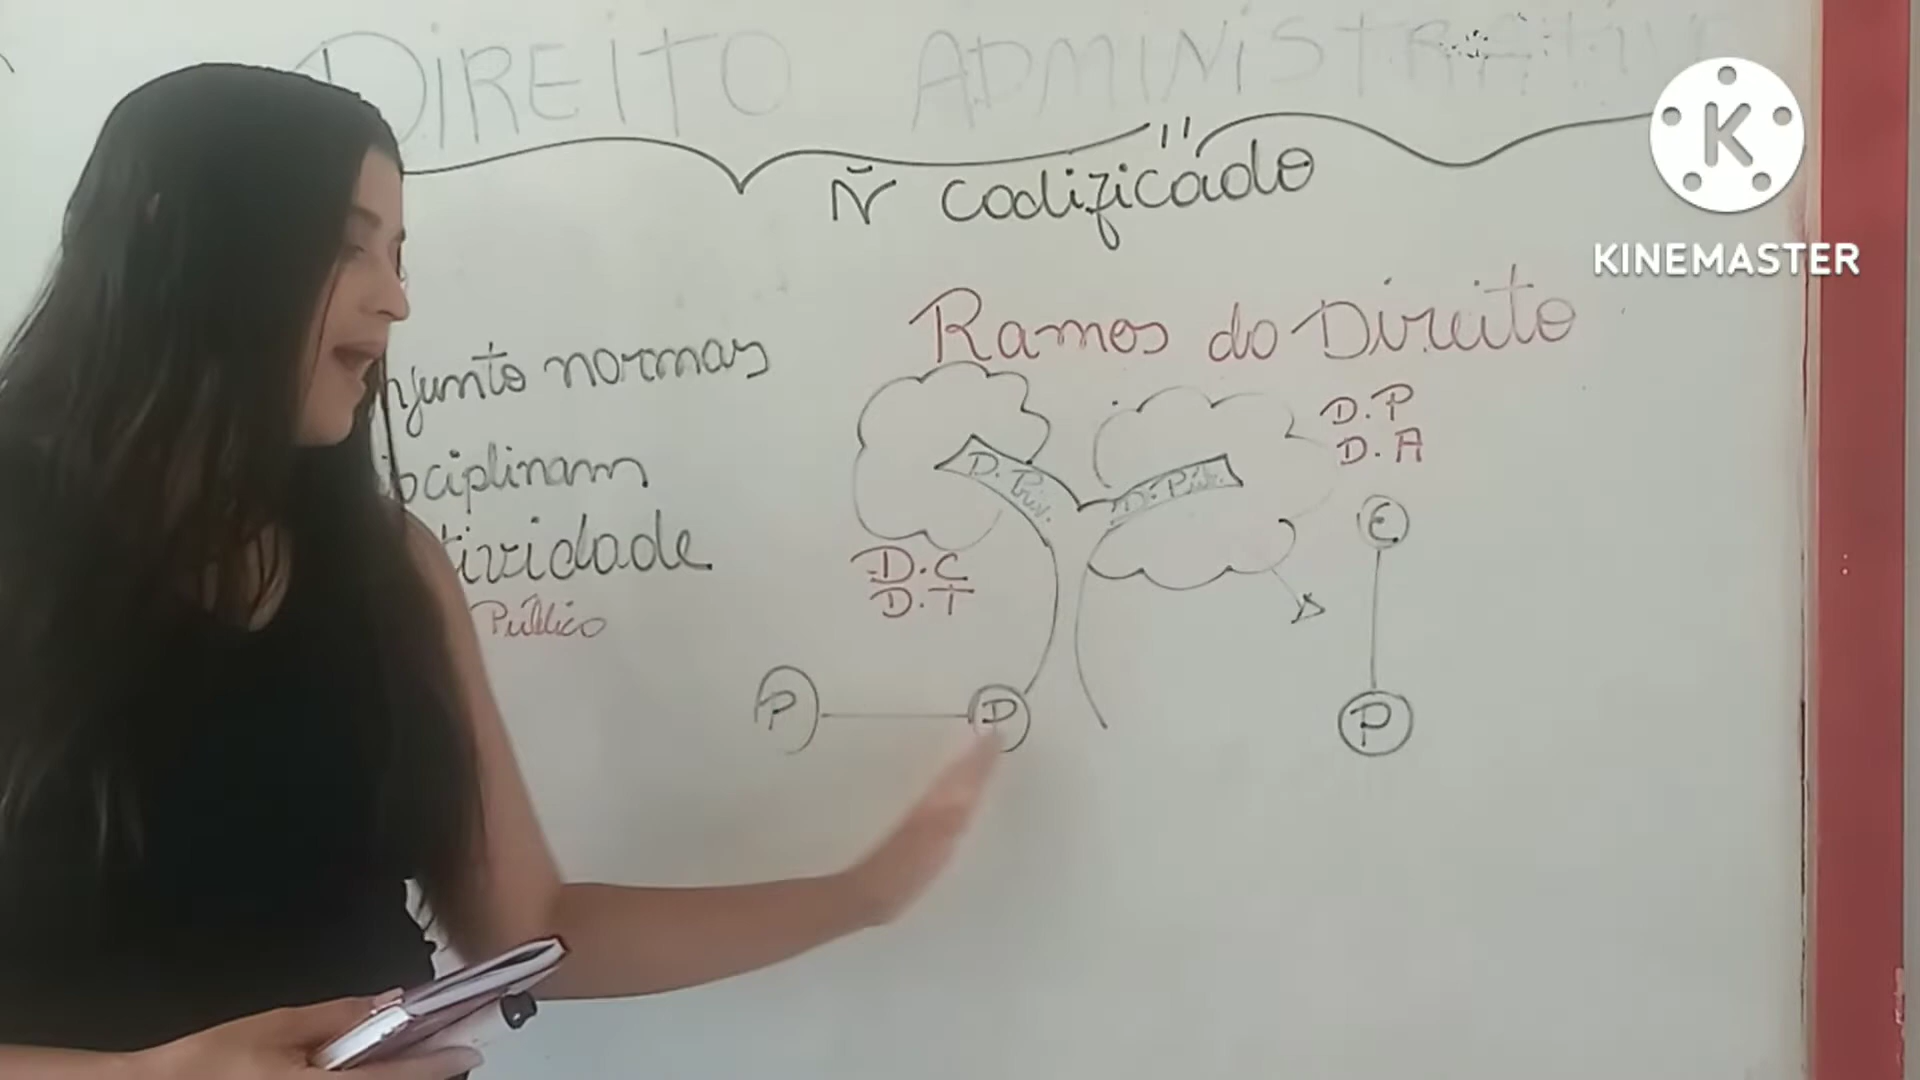 DIREITO ADMINISTRATIVO
Ñ codificado
K
KINEMASTER
Ramos do Direito
njunto normas
sciplinam
tividade
Público
D. Priv.
D. Púb.
D.P
D.A
D.C
D.T
E
P
P
D